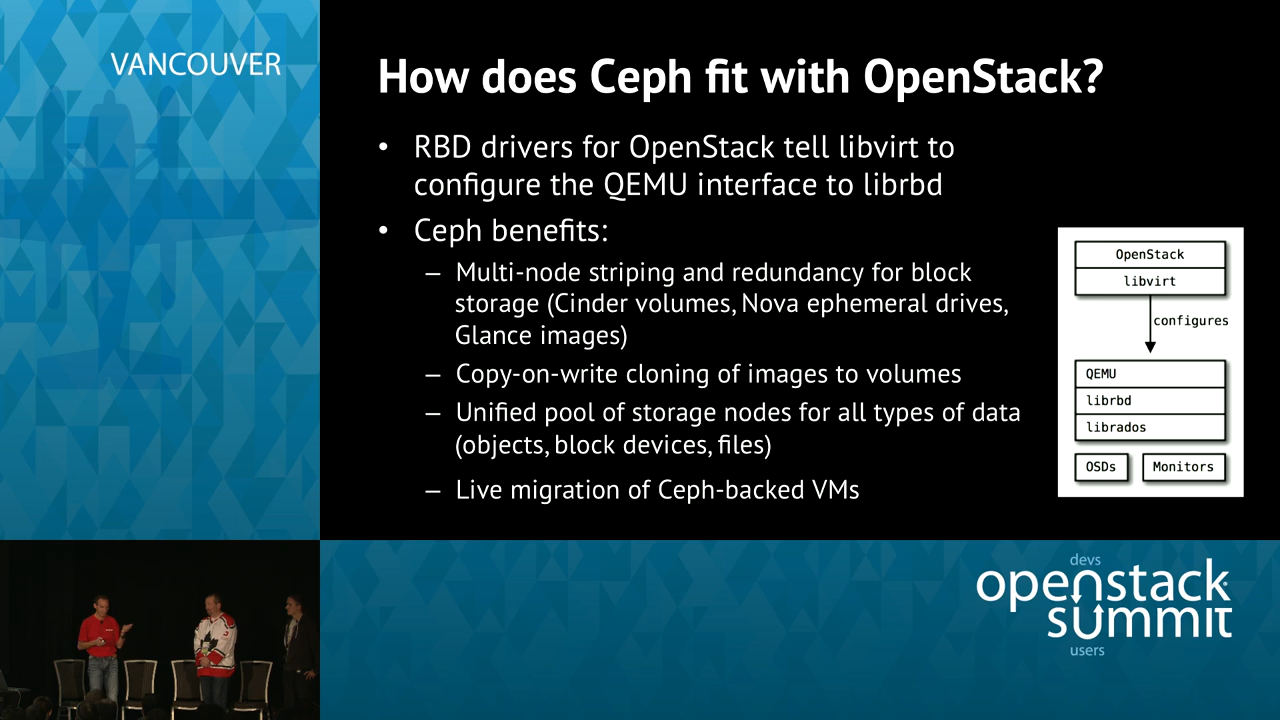 VANCOUVER
How does Ceph fit with OpenStack?
• RBD drivers for OpenStack tell libvirt to
configure the QEMU interface to librbd
• Ceph benefits:
– Multi-node striping and redundancy for block
storage (Cinder volumes, Nova ephemeral drives,
Glance images)
– Copy-on-write cloning of images to volumes
– Unified pool of storage nodes for all types of data
(objects, block devices, files)
– Live migration of Ceph-backed VMs
OpenStack
libvirt
configures
QEMU
librbd
librados
OSDs
Monitors
devs
openstack
summit
users